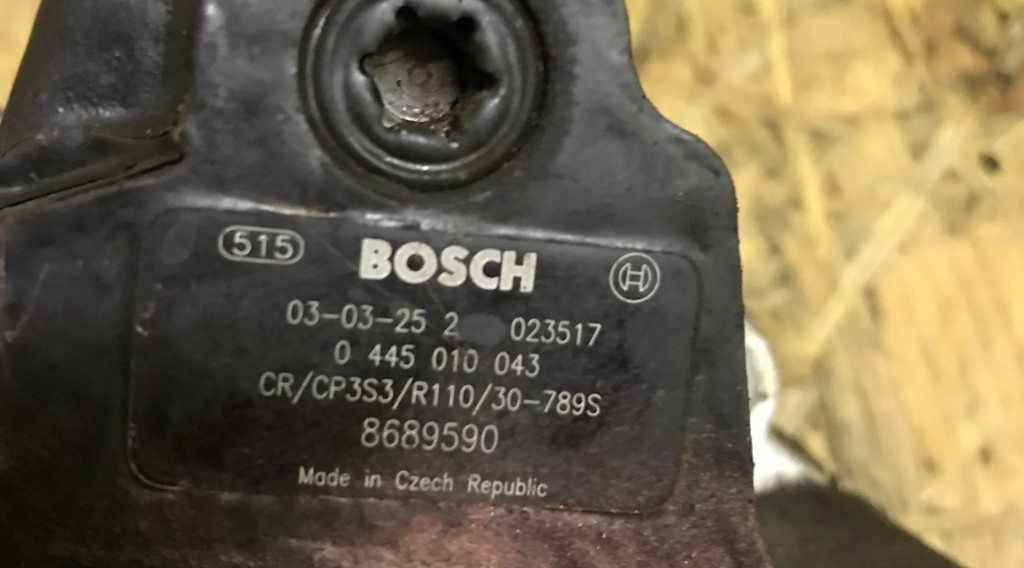 515 BOSCH
03-03-25 2 023517
0 445 010 043
CR/CP3S3/R110/30-789S
8689590
Made in Czech Republic